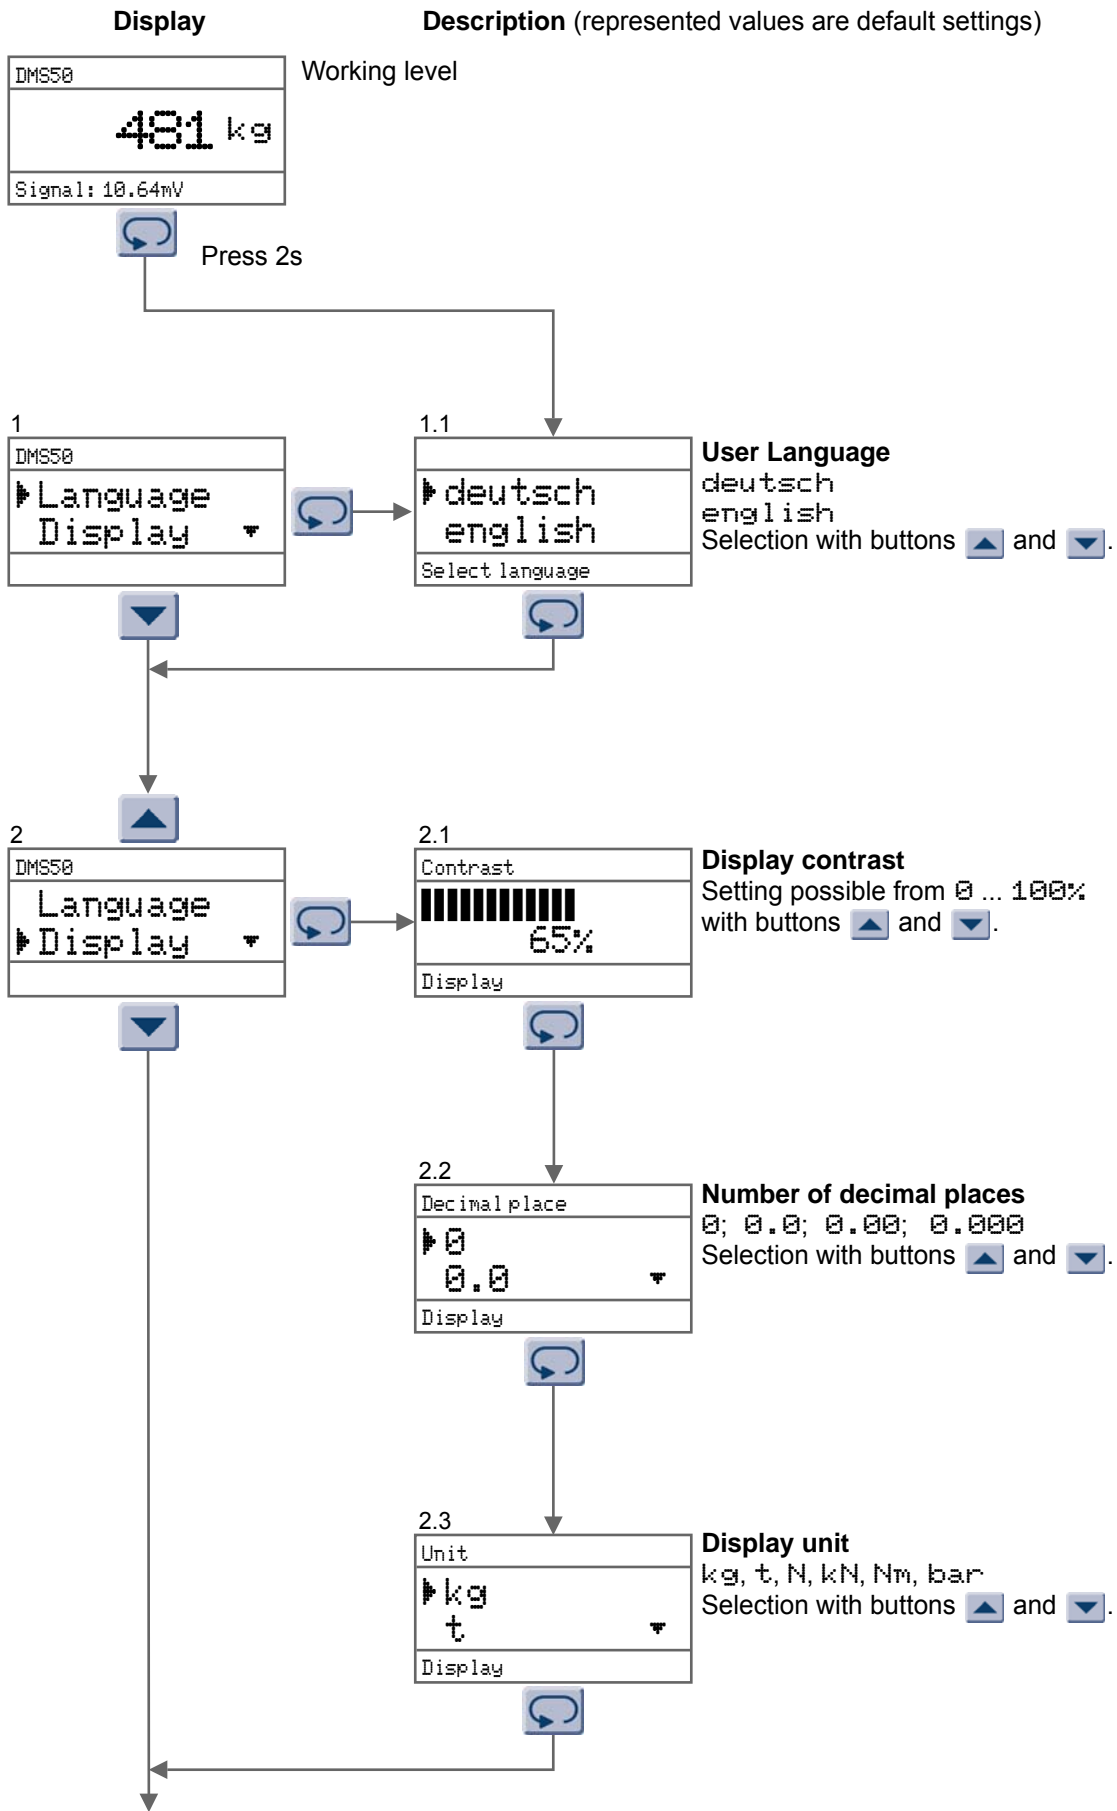 Display
Description (represented values are default settings)
DMS50
481 kg
Signal: 10.64mV
Working level
Press 2s
1
DMS50
Language
Display
1.1
deutsch
english
Select language
User Language
deutsch
english
Selection with buttons and .
2
DMS50
Language
Display
2.1
Contrast
65%
Display
Display contrast
Setting possible from 0 ... 100%
with buttons and .
2.2
Decimal place
0
0.0
Display
Number of decimal places
0; 0.0; 0.00; 0.000
Selection with buttons and .
2.3
Unit
kg
t
Display
Display unit
kg, t, N, kN, Nm, bar
Selection with buttons and .